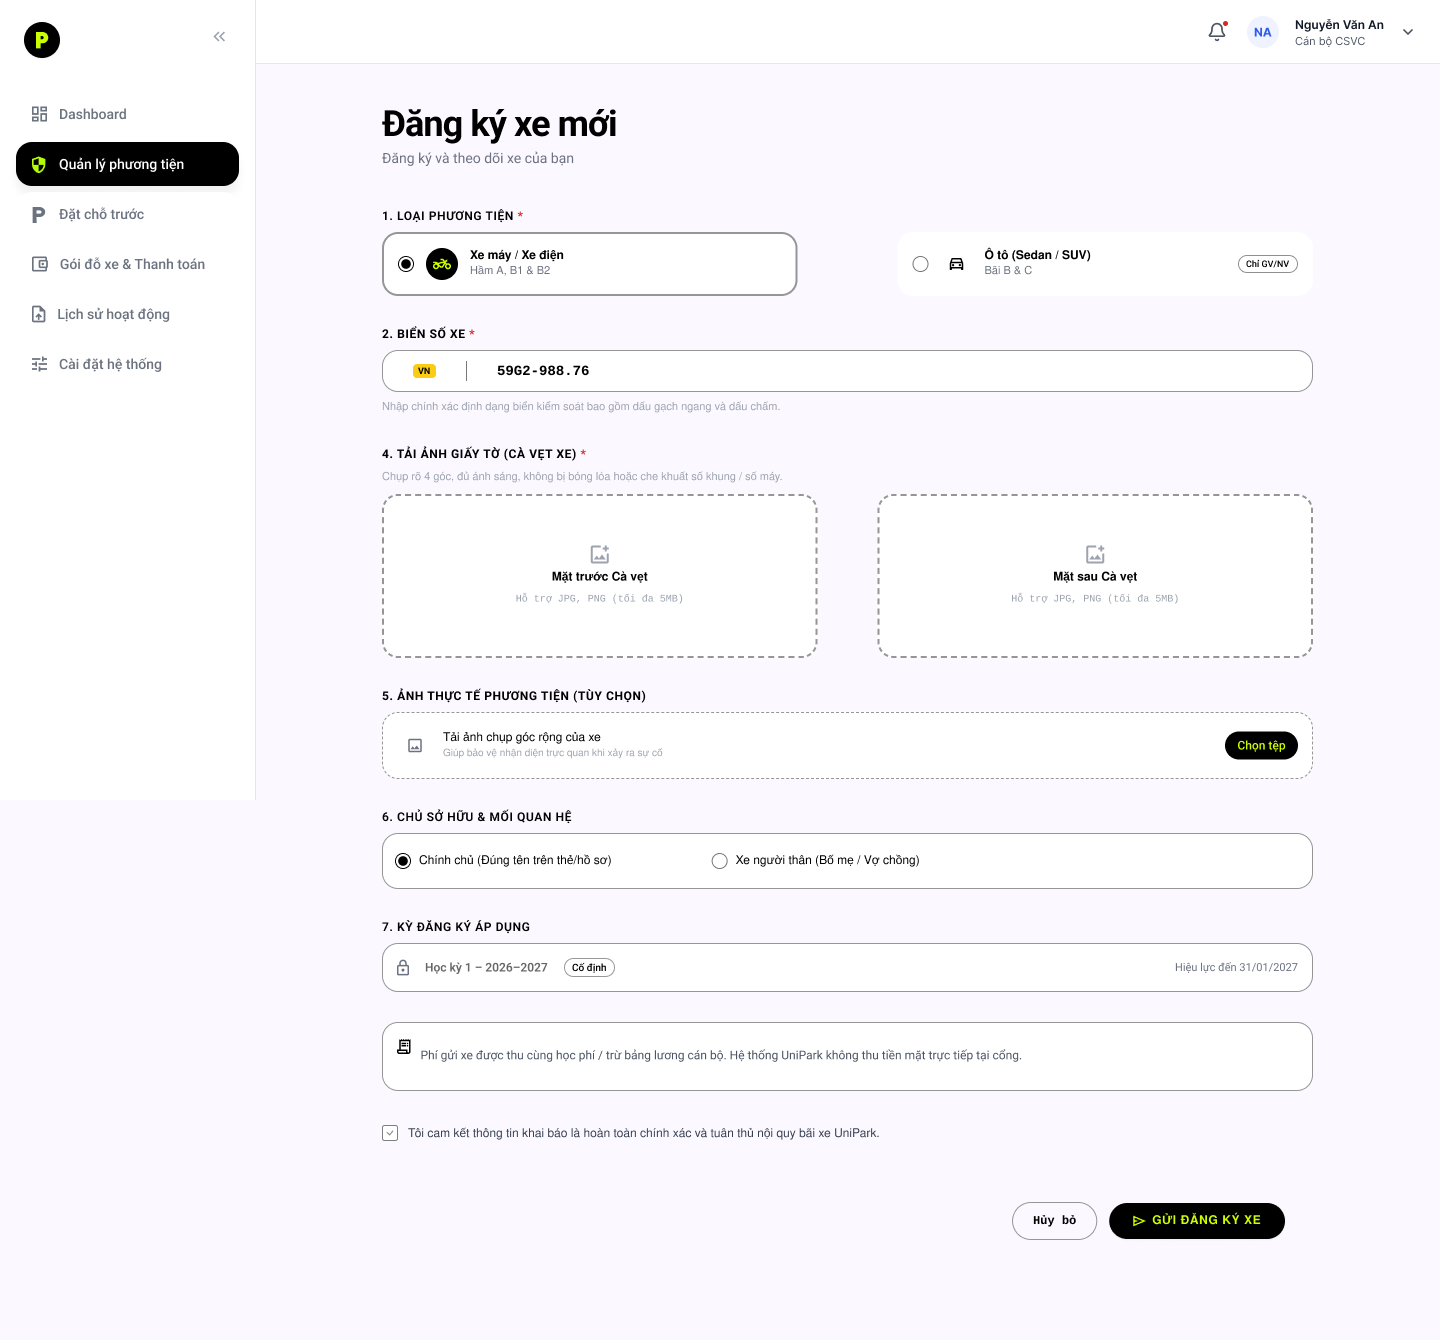 P
NA
Nguyễn Văn An
Cán bộ CSVC
Dashboard
Quản lý phương tiện
Đặt chỗ trước
Gói đỗ xe & Thanh toán
Lịch sử hoạt động
Cài đặt hệ thống
Đăng ký xe mới
Đăng ký và theo dõi xe của bạn
1. LOẠI PHƯƠNG TIỆN *
Xe máy / Xe điện
Hầm A, B1 & B2
Ô tô (Sedan / SUV)
Bãi B & C
Chỉ GV/NV
2. BIỂN SỐ XE *
VN
59G2-988.76
Nhập chính xác định dạng biển kiểm soát bao gồm dấu gạch ngang và dấu chấm.
4. TẢI ẢNH GIẤY TỜ (CÀ VẸT XE) *
Chụp rõ 4 góc, đủ ánh sáng, không bị bóng lóa hoặc che khuất số khung / số máy.
Mặt trước Cà vẹt
Hỗ trợ JPG, PNG (tối đa 5MB)
Mặt sau Cà vẹt
Hỗ trợ JPG, PNG (tối đa 5MB)
5. ẢNH THỰC TẾ PHƯƠNG TIỆN (TÙY CHỌN)
Tải ảnh chụp góc rộng của xe
Giúp bảo vệ nhận diện trực quan khi xảy ra sự cố
Chọn tệp
6. CHỦ SỞ HỮU & MỐI QUAN HỆ
Chính chủ (Đúng tên trên thẻ/hồ sơ)
Xe người thân (Bố mẹ / Vợ chồng)
7. KỲ ĐĂNG KÝ ÁP DỤNG
Học kỳ 1 – 2026–2027
Cố định
Hiệu lực đến 31/01/2027
Phí gửi xe được thu cùng học phí / trừ bảng lương cán bộ. Hệ thống UniPark không thu tiền mặt trực tiếp tại cổng.
Tôi cam kết thông tin khai báo là hoàn toàn chính xác và tuân thủ nội quy bãi xe UniPark.
Hủy bỏ
GỬI ĐĂNG KÝ XE